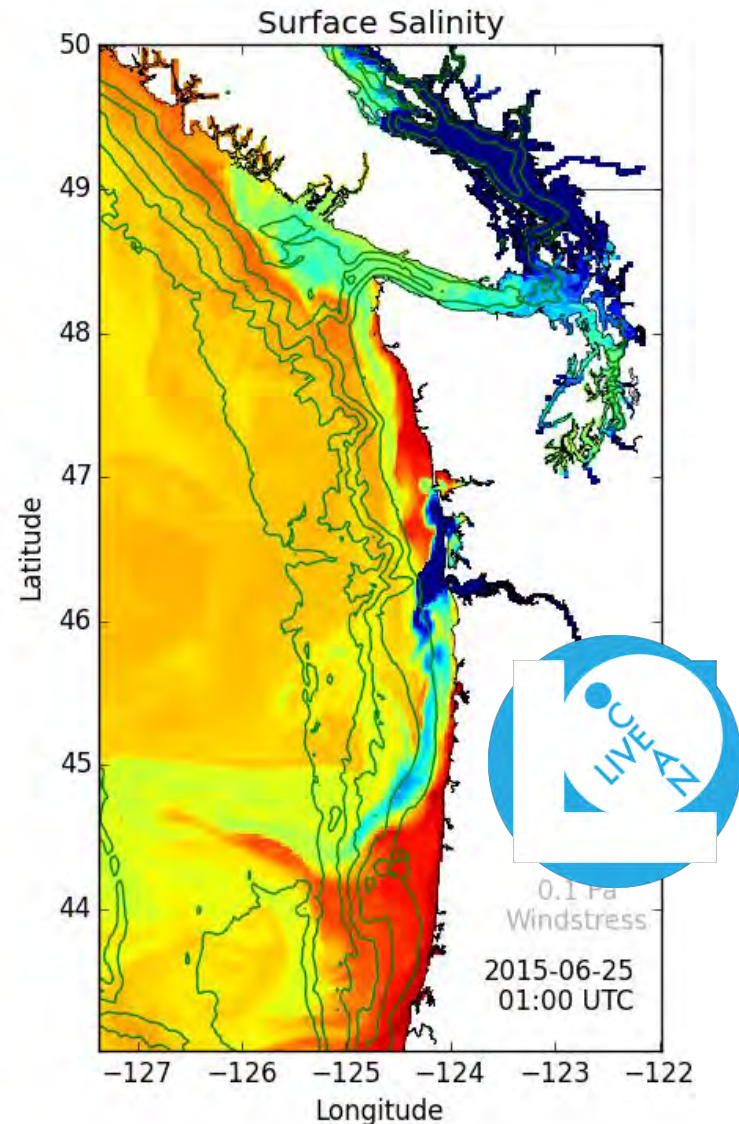 Surface Salinity
50
49
48
47
46
45
44
Latitude
LIVE
OCEAN
0.1 Pa
Windstress
2015-06-25
01:00 UTC
−127
−126
−125
−124
−123
−122
Longitude